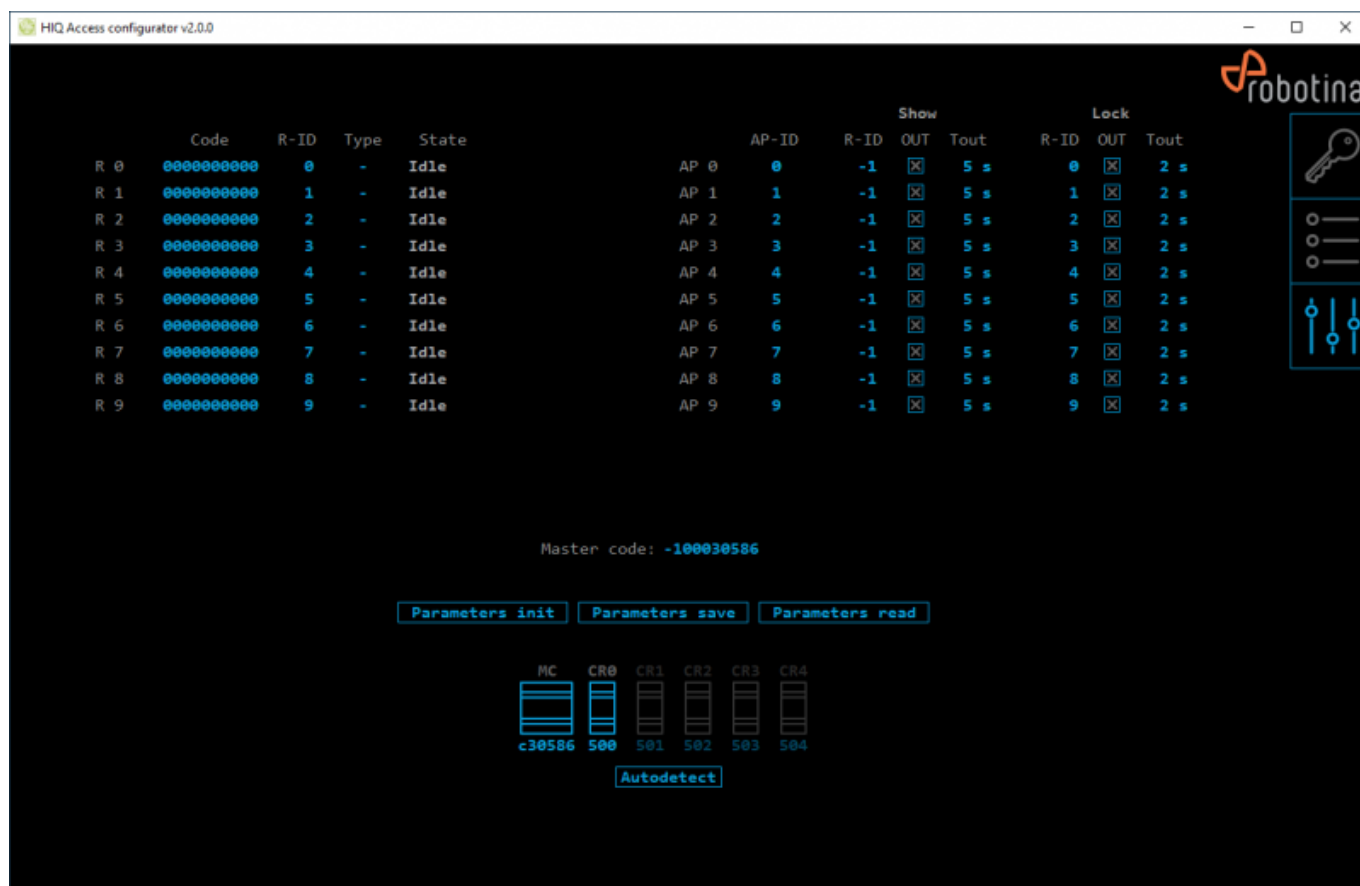 HIQ Access configurator v2.0.0
robotina
Show Lock
Code R-ID Type State AP-ID R-ID OUT Tout R-ID OUT Tout
R 0 0000000000 0 - Idle AP 0 0 -1 5 s 0 2 s
R 1 0000000000 1 - Idle AP 1 1 -1 5 s 1 2 s
R 2 0000000000 2 - Idle AP 2 2 -1 5 s 2 2 s
R 3 0000000000 3 - Idle AP 3 3 -1 5 s 3 2 s
R 4 0000000000 4 - Idle AP 4 4 -1 5 s 4 2 s
R 5 0000000000 5 - Idle AP 5 5 -1 5 s 5 2 s
R 6 0000000000 6 - Idle AP 6 6 -1 5 s 6 2 s
R 7 0000000000 7 - Idle AP 7 7 -1 5 s 7 2 s
R 8 0000000000 8 - Idle AP 8 8 -1 5 s 8 2 s
R 9 0000000000 9 - Idle AP 9 9 -1 5 s 9 2 s
Master code: -100030586
Parameters init Parameters save Parameters read
MC CR0 CR1 CR2 CR3 CR4
c30586 500 501 502 503 504
Autodetect